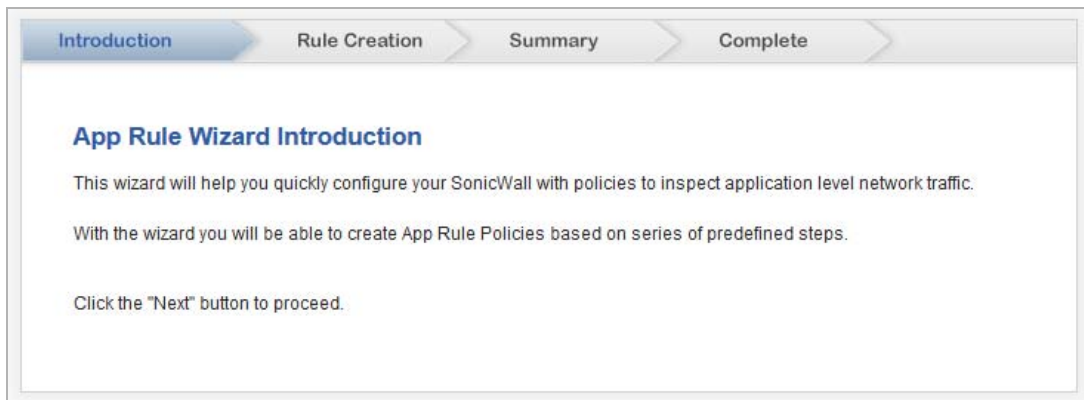 Introduction Rule Creation Summary Complete
App Rule Wizard Introduction
This wizard will help you quickly configure your SonicWall with policies to inspect application level network traffic.
With the wizard you will be able to create App Rule Policies based on series of predefined steps.
Click the "Next" button to proceed.